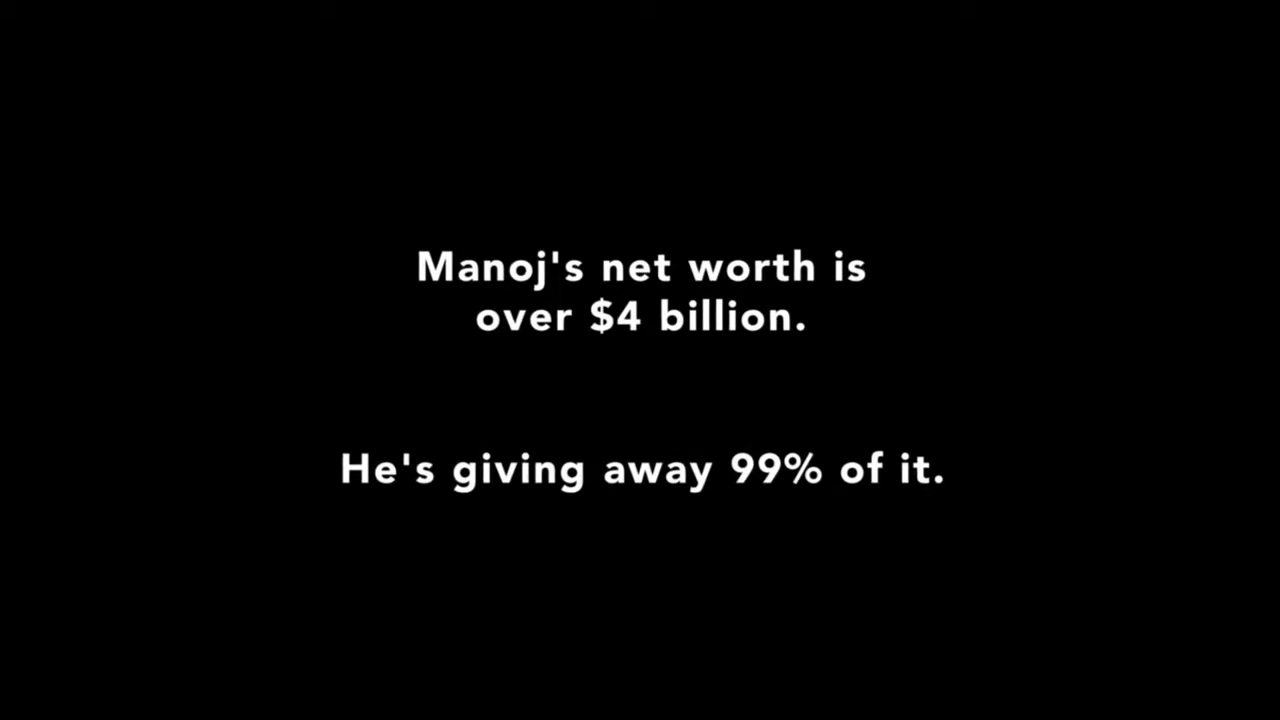 Manoj's net worth is
over $4 billion.
He's giving away 99% of it.